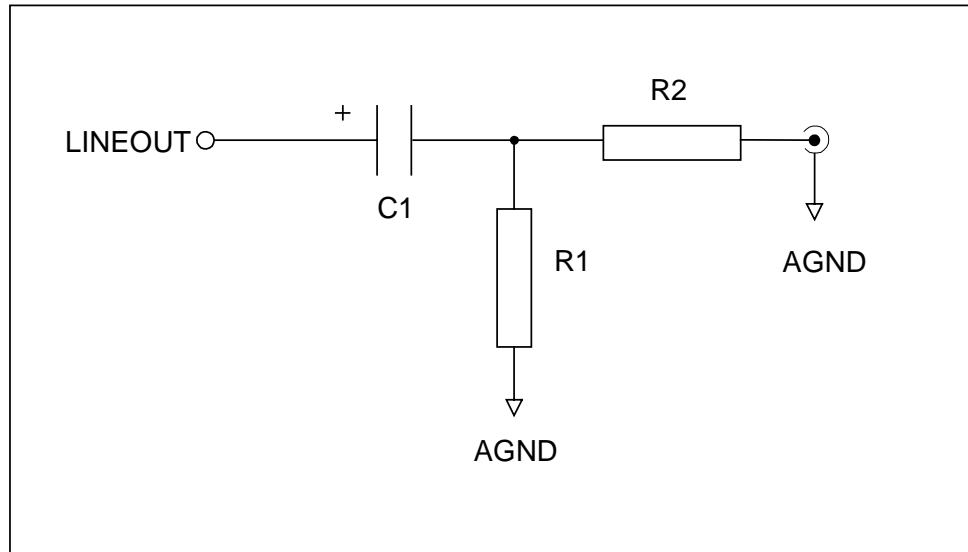 R2
+
LINEOUT
C1
R1
AGND
AGND